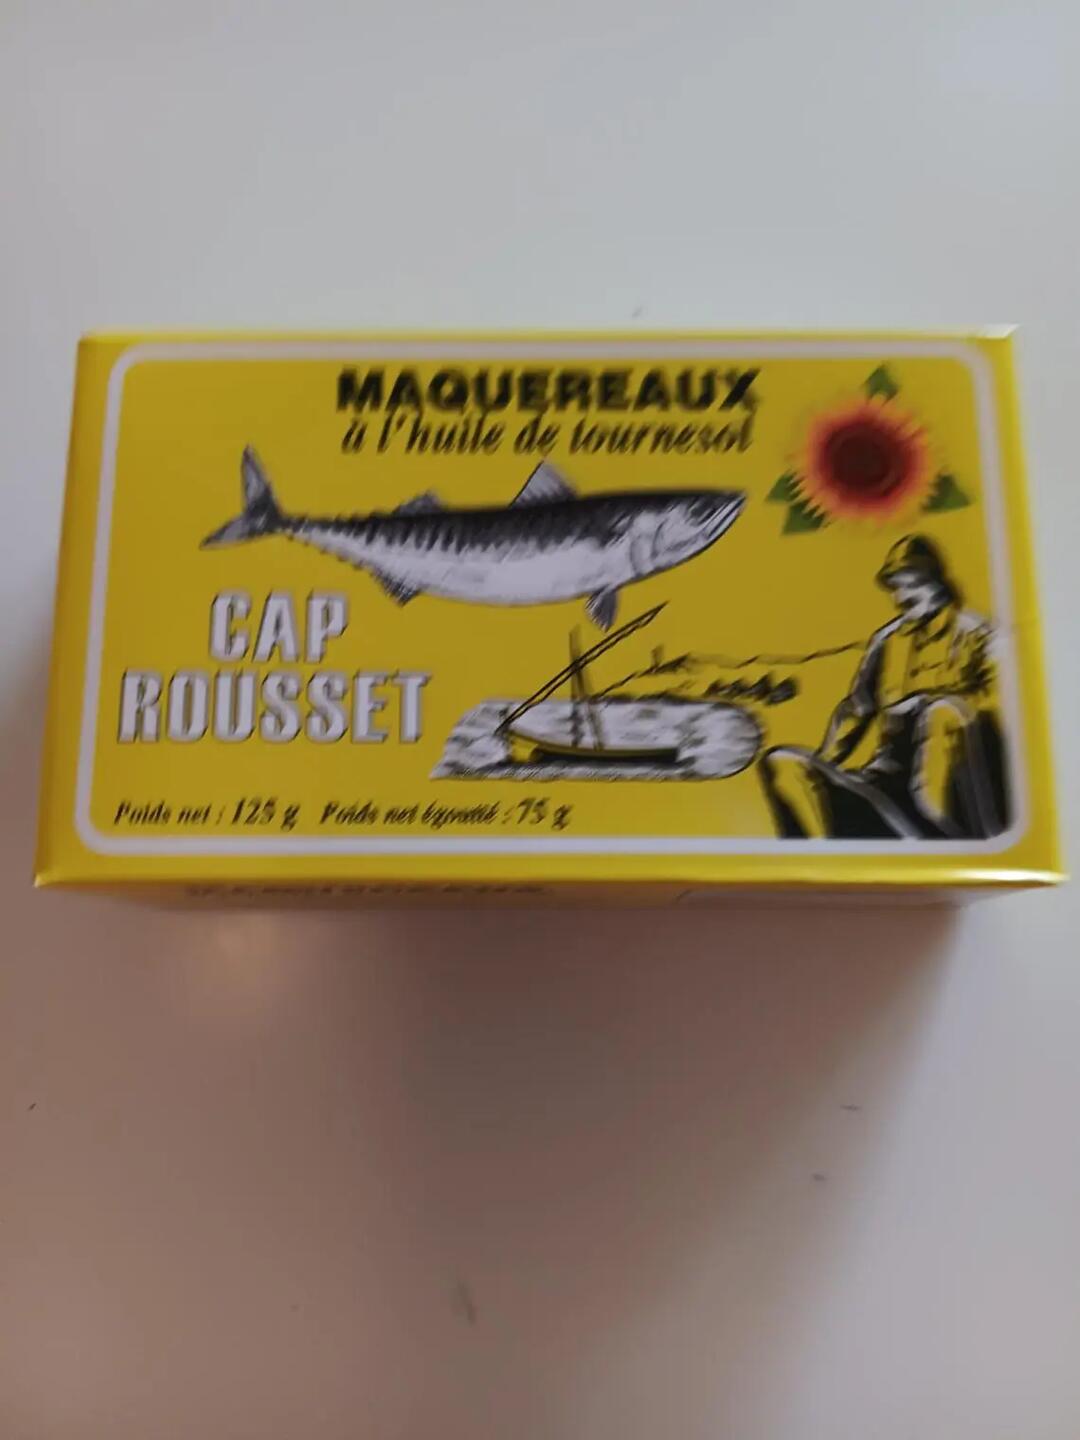 MAQUEREAUX
à l'huile de tournesol
CAP
ROUSSET
Poids net : 125 g Poids net égoutté : 75 g